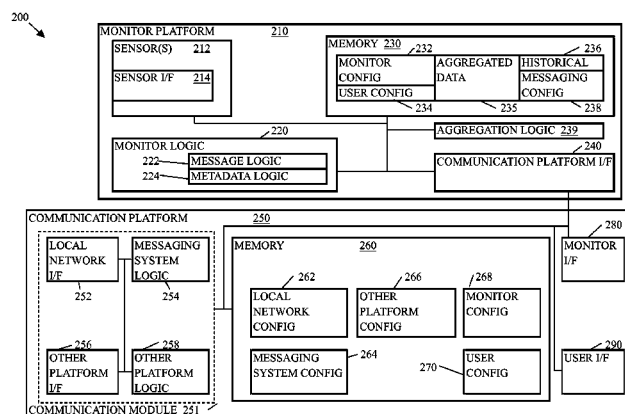 200
MONITOR PLATFORM 210
SENSOR(S) 212
SENSOR I/F 214
MEMORY 230
232
236
MONITOR CONFIG
AGGREGATED DATA
HISTORICAL
USER CONFIG
MESSAGING CONFIG
234
235
238
220
AGGREGATION LOGIC 239
240
MONITOR LOGIC
222 MESSAGE LOGIC
224 METADATA LOGIC
COMMUNICATION PLATFORM I/F
COMMUNICATION PLATFORM 250
280
LOCAL NETWORK I/F
252
MESSAGING SYSTEM LOGIC
254
MEMORY 260
MONITOR I/F
262
266
268
LOCAL NETWORK CONFIG
OTHER PLATFORM CONFIG
MONITOR CONFIG
256
258
OTHER PLATFORM I/F
OTHER PLATFORM LOGIC
MESSAGING SYSTEM CONFIG
264
270
USER CONFIG
290
USER I/F
COMMUNICATION MODULE 251